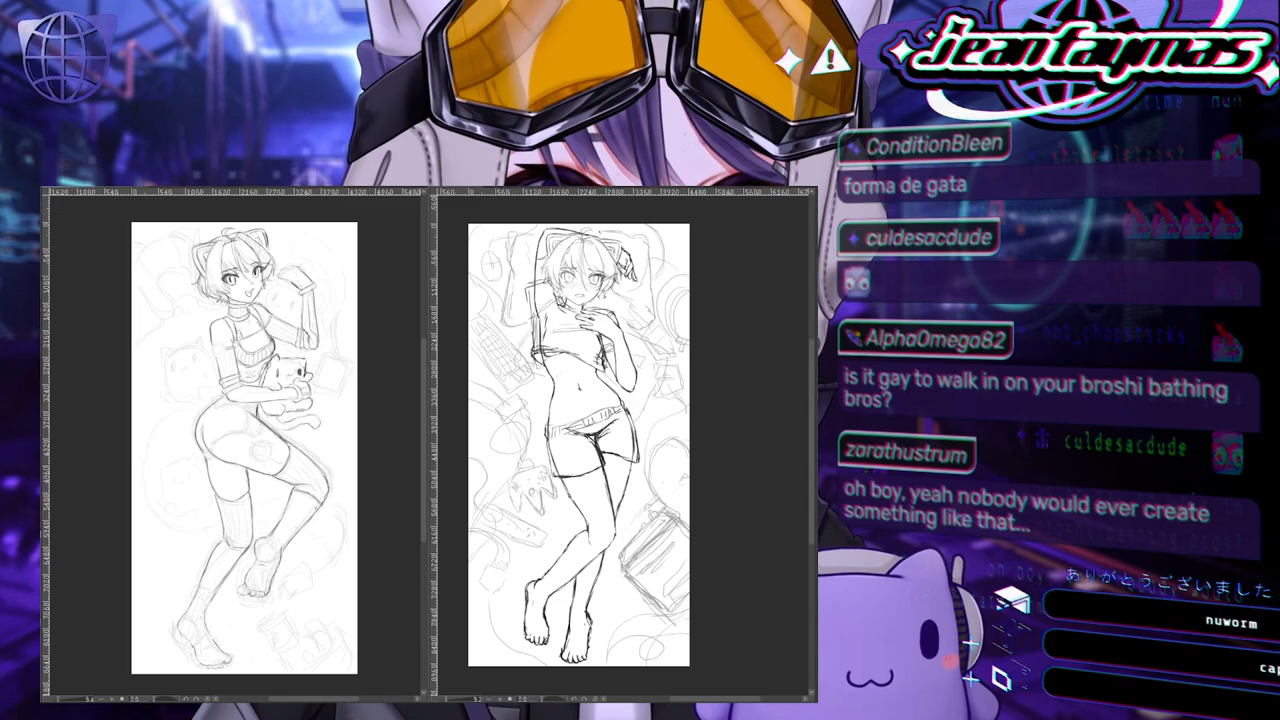 jeanfaymas
ConditionBleen
forma de gata
culdesacdude
AlphaOmega82
is it gay to walk in on your broshi bathing
bros?
culdesacdude
zarathustrum
oh boy, yeah nobody would ever create
something like that...
ありがとうございました
nuworm
cap